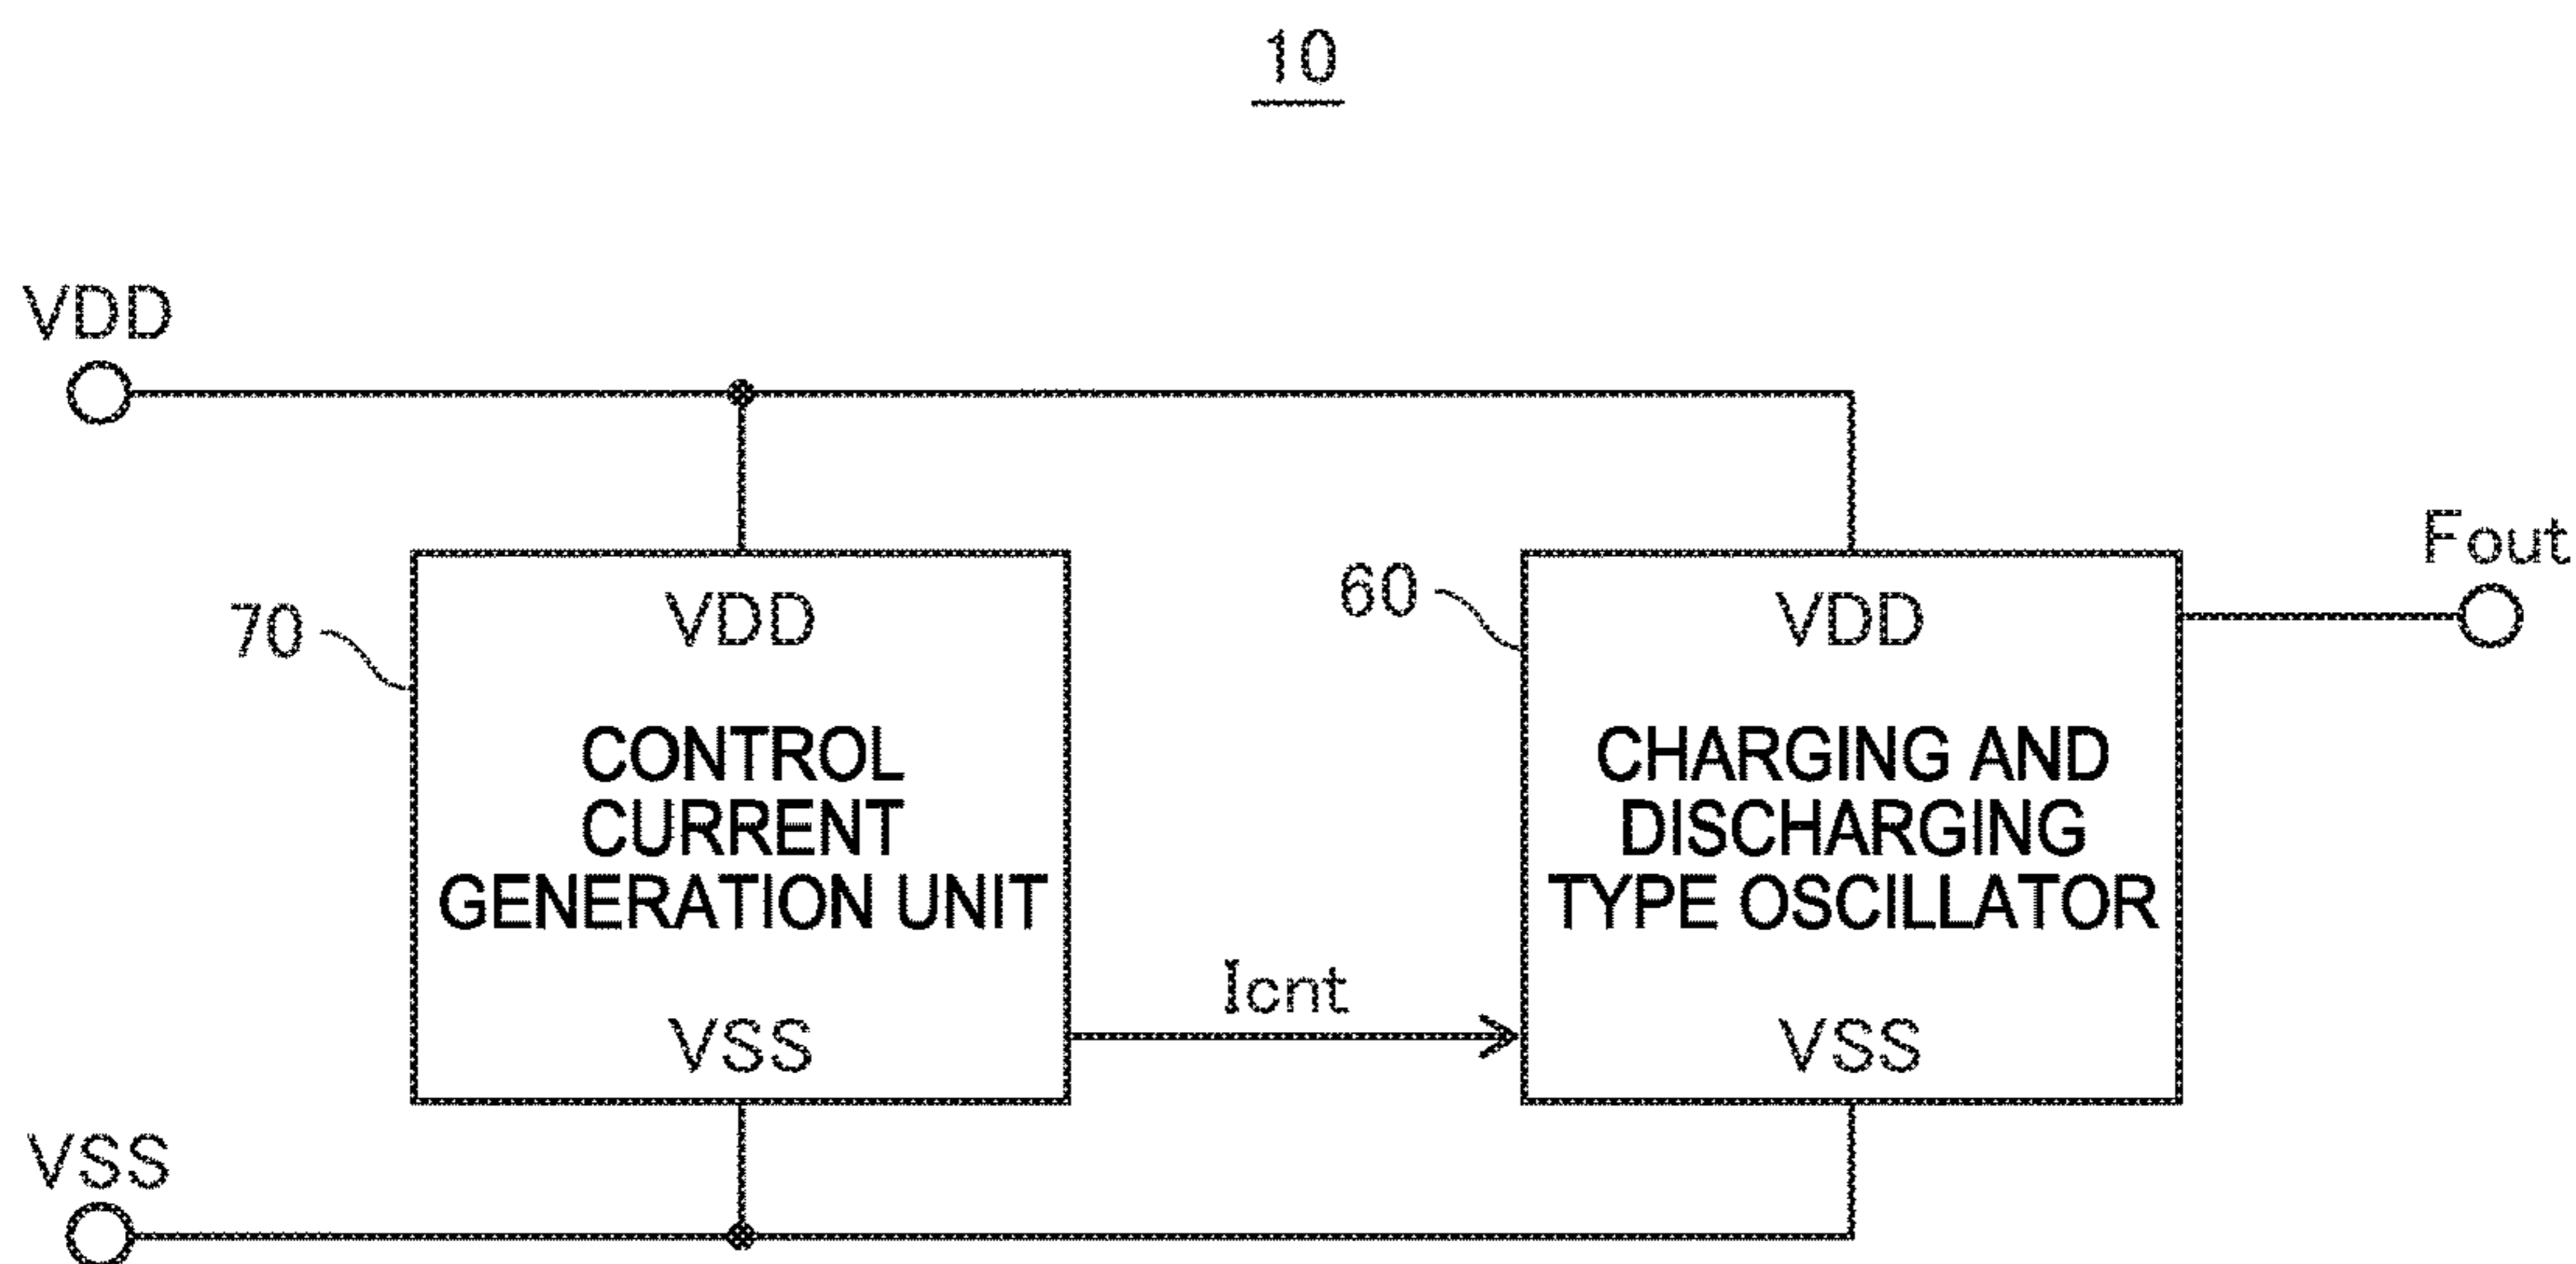 10
VDD
Fout
70
VDD
60
VDD
CONTROL
CURRENT
GENERATION UNIT
CHARGING AND
DISCHARGING
TYPE OSCILLATOR
Icnt
VSS
VSS
VSS